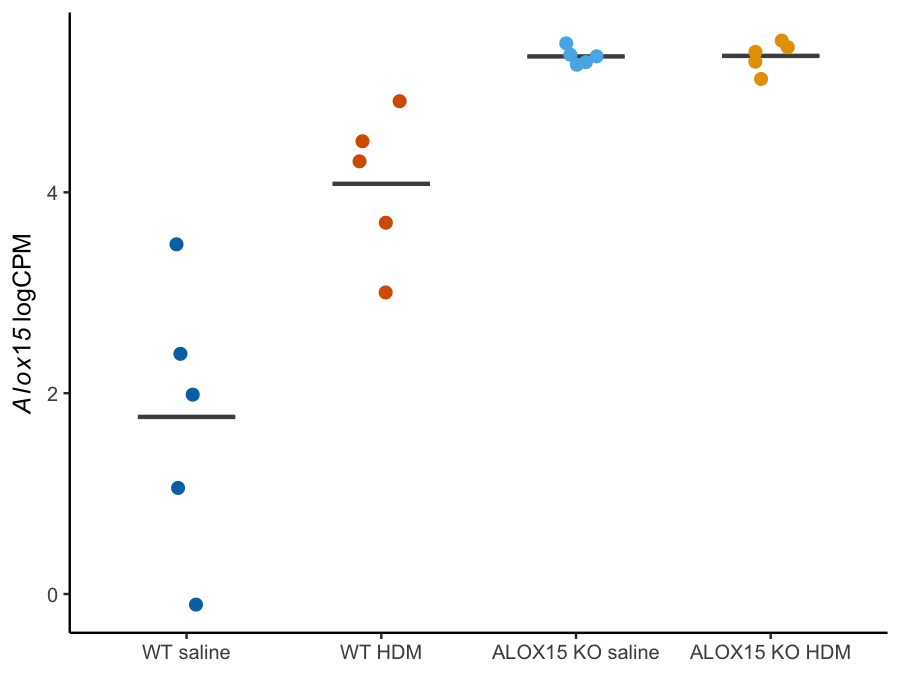 Alox15 logCPM
4
2
0
WT saline
WT HDM
ALOX15 KO saline
ALOX15 KO HDM